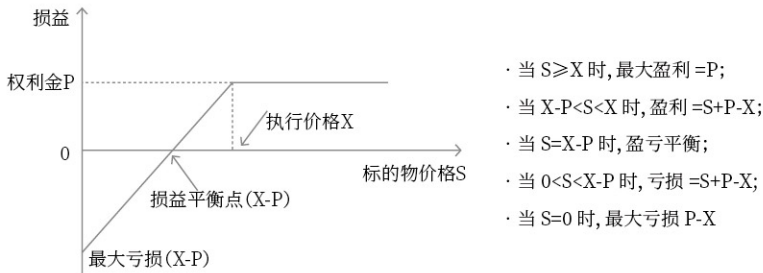 损益
权利金P
执行价格X
0
标的物价格S
损益平衡点(X-P)
最大亏损(X-P)
· 当 S⩾X 时, 最大盈利 =P;
· 当 X-P<S<X 时, 盈利 =S+P-X;
· 当 S=X-P 时, 盈亏平衡;
· 当 0<S<X-P 时, 亏损 =S+P-X;
· 当 S=0 时, 最大亏损 P-X